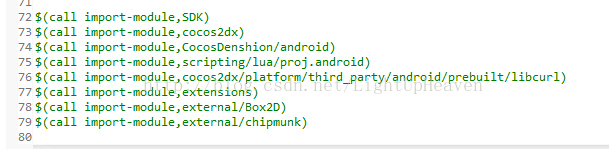 71
72 $(call import-module,SDK)
73 $(call import-module,cocos2dx)
74 $(call import-module,CocosDenshion/android)
75 $(call import-module,scripting/lua/proj.android)
76 $(call import-module,cocos2dx/platform/third_party/android/prebuilt/libcurl)
http://blog.csdn.net/LightUpHeaven
77 $(call import-module,extensions)
78 $(call import-module,external/Box2D)
79 $(call import-module,external/chipmunk)
80